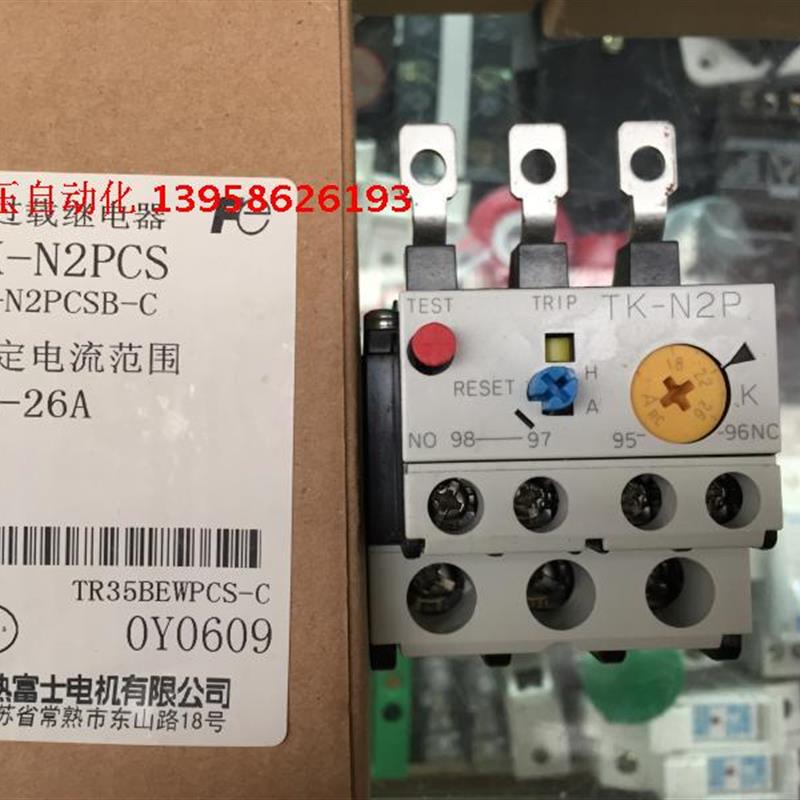 压自动化 13958626193
过载继电器
Fe
K-N2PCS
-N2PCSB-C
定电流范围
-26A
TR35BEWPCS-C
0Y0609
熟富士电机有限公司
苏省常熟市东山路18号
TEST
TRIP
TK-N2P
RESET
H
A
18 22 26
A
RC
K
NO 98 97 95 96NC